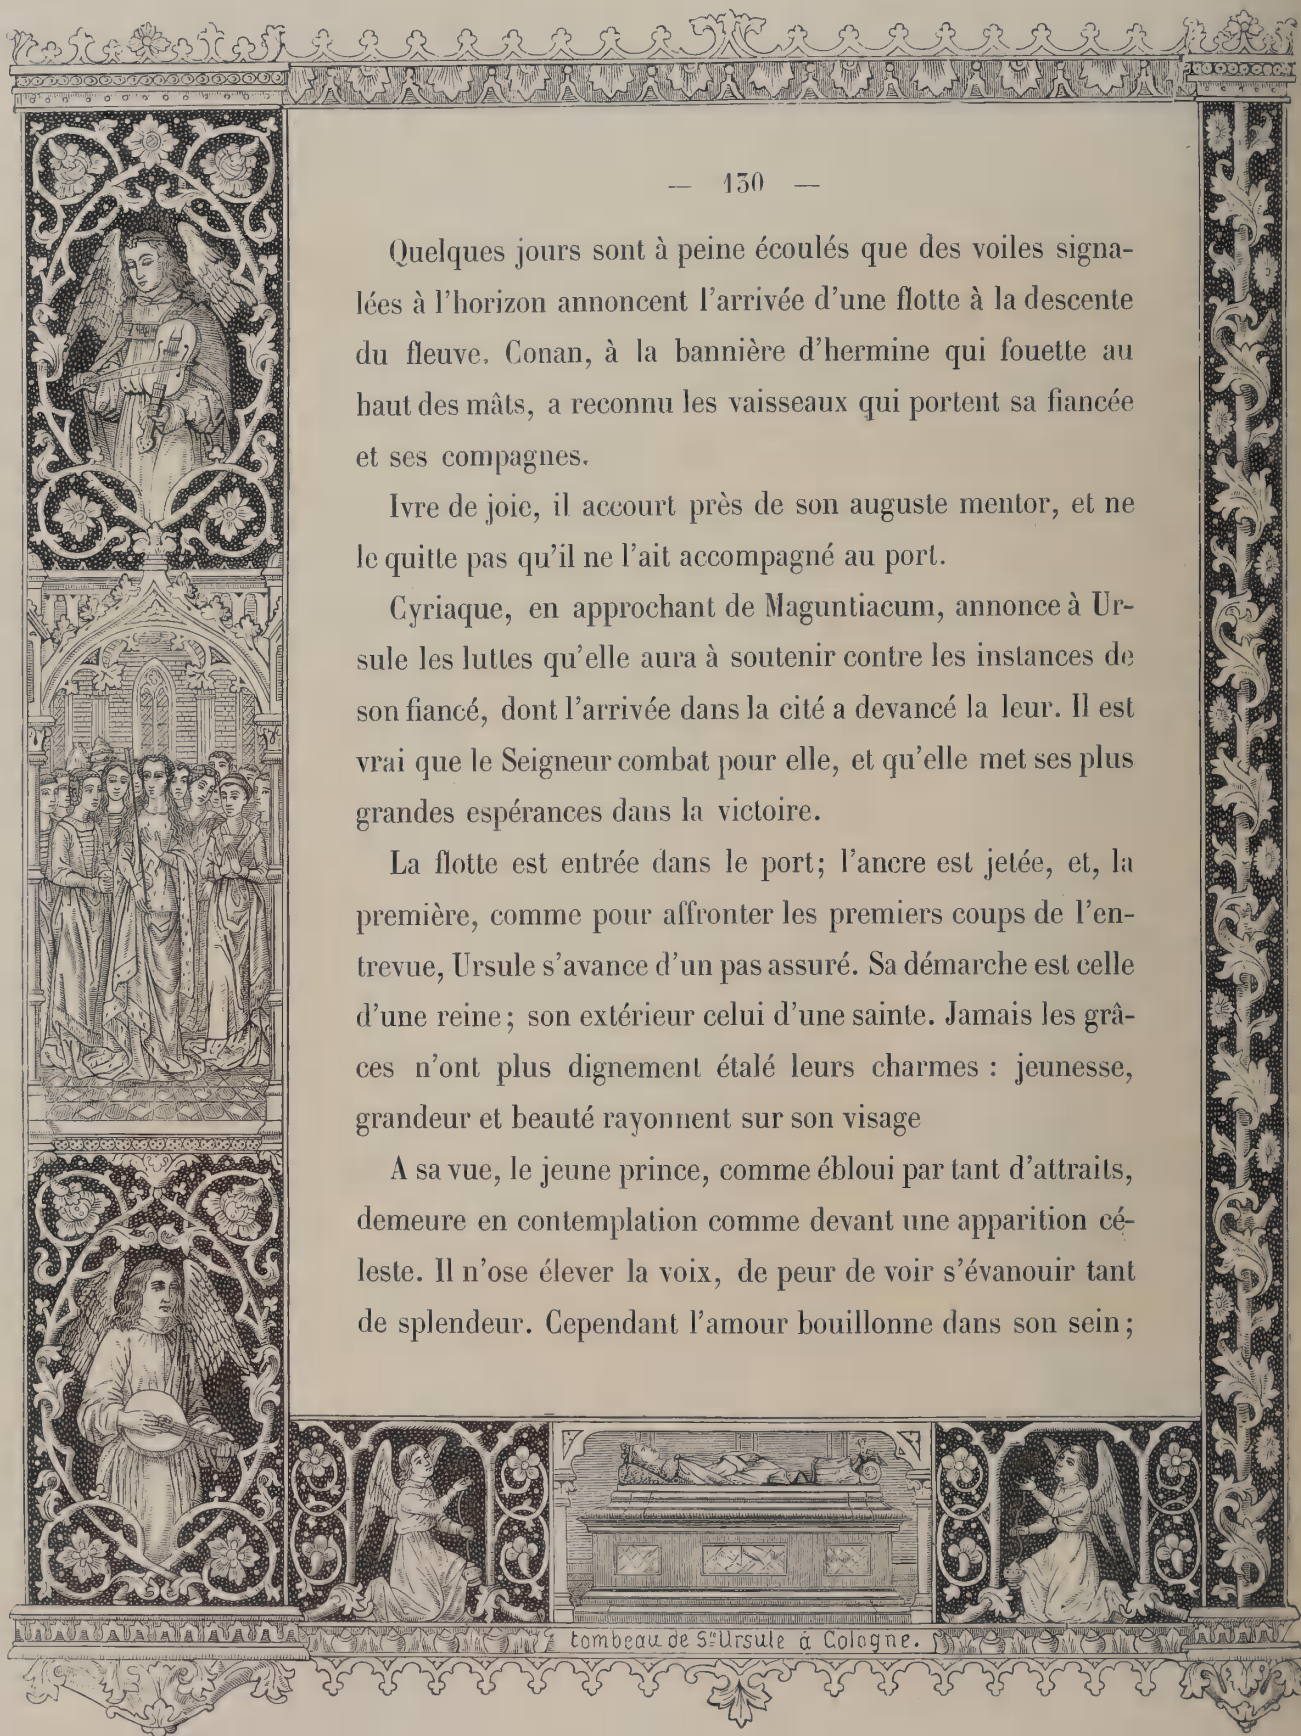 — 130 —
Quelques jours sont à peine écoulés que des voiles signa-
lées à l'horizon annoncent l'arrivée d'une flotte à la descente
du fleuve. Conan, à la bannière d'hermine qui fouette au
haut des mâts, a reconnu les vaisseaux qui portent sa fiancée
et ses compagnes.
Ivre de joie, il accourt près de son auguste mentor, et ne
le quitte pas qu'il ne l'ait accompagné au port.
Cyriaque, en approchant de Maguntiacum, annonce à Ur-
sule les luttes qu'elle aura à soutenir contre les instances de
son fiancé, dont l'arrivée dans la cité a devancé la leur. Il est
vrai que le Seigneur combat pour elle, et qu'elle met ses plus
grandes espérances dans la victoire.
La flotte est entrée dans le port; l'ancre est jetée, et, la
première, comme pour affronter les premiers coups de l'en-
trevue, Ursule s'avance d'un pas assuré. Sa démarche est celle
d'une reine; son extérieur celui d'une sainte. Jamais les grâ-
ces n'ont plus dignement étalé leurs charmes : jeunesse,
grandeur et beauté rayonnent sur son visage
A sa vue, le jeune prince, comme ébloui par tant d'attraits,
demeure en contemplation comme devant une apparition cé-
leste. Il n'ose élever la voix, de peur de voir s'évanouir tant
de splendeur. Cependant l'amour bouillonne dans son sein;
tombeau de Ste Ursule à Cologne.